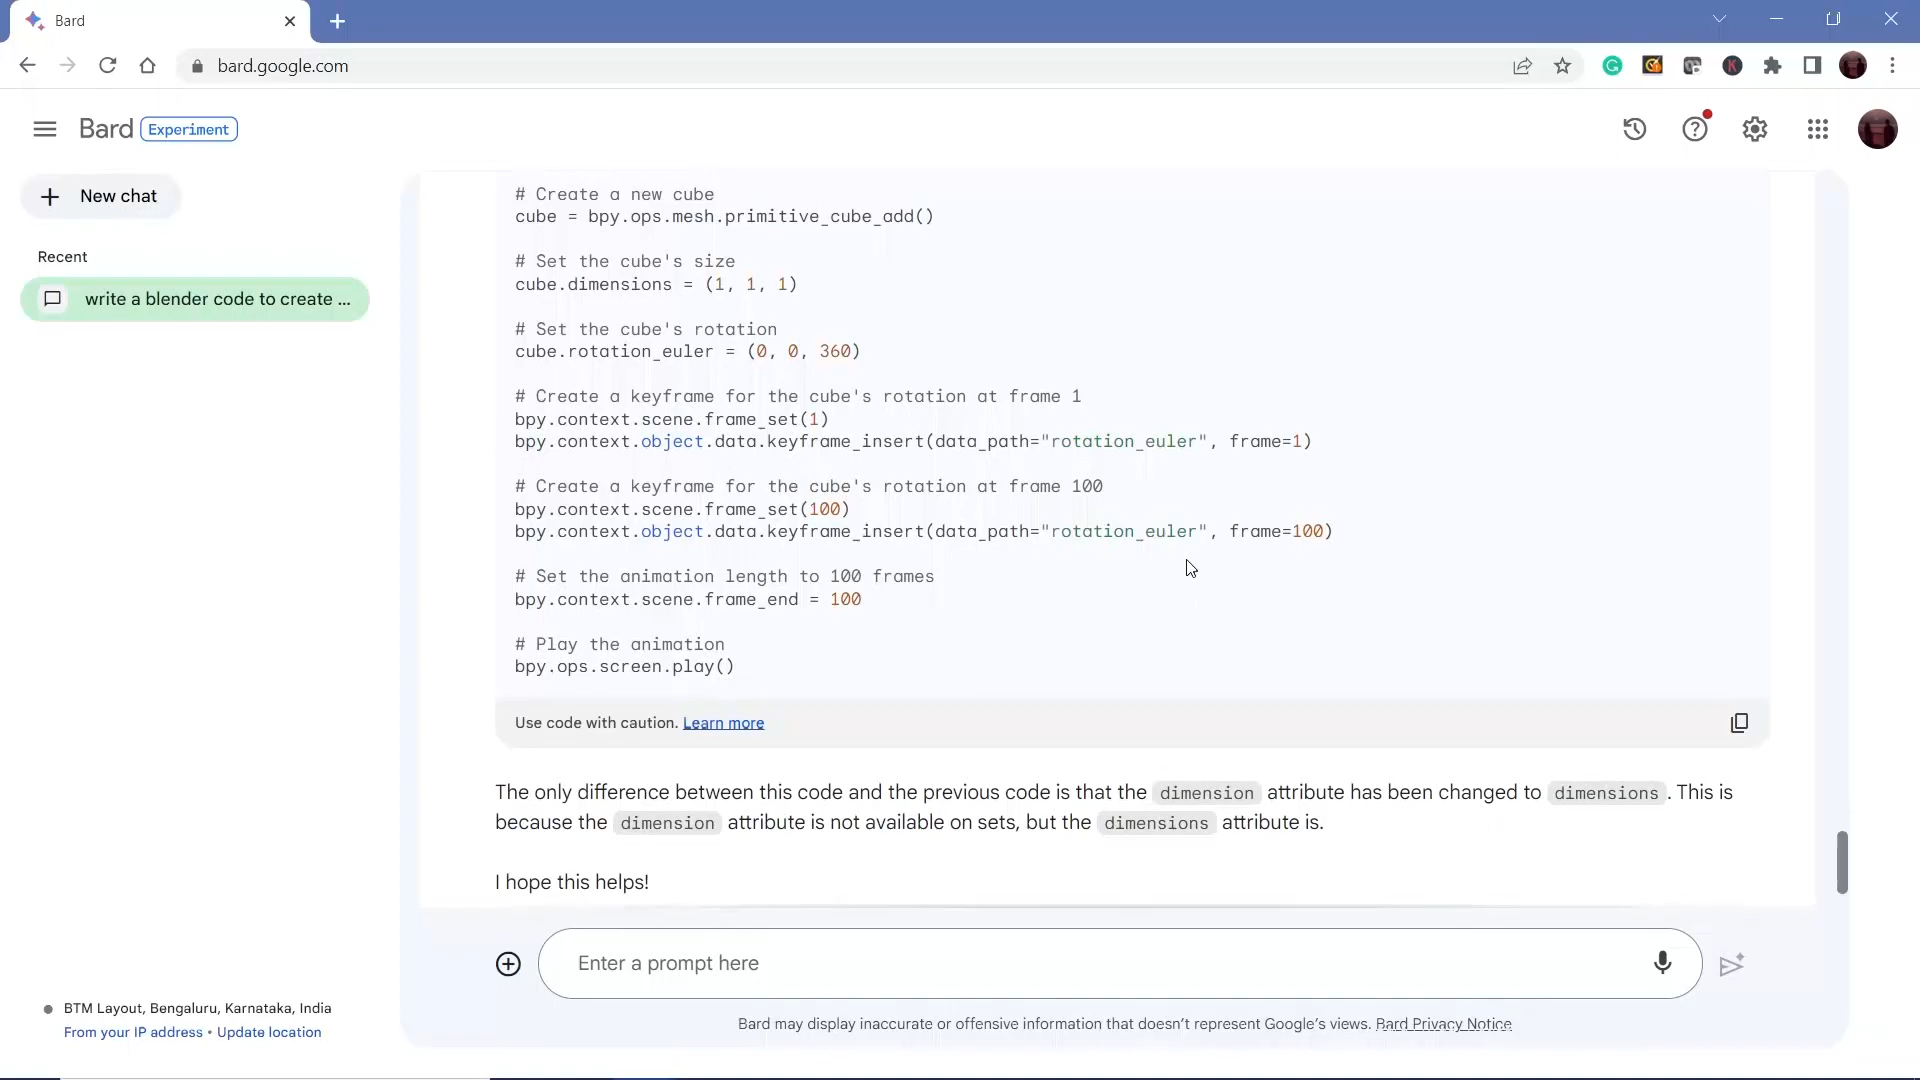 Bard
bard.google.com
Bard Experiment
New chat
Recent
write a blender code to create ...
# Create a new cube
cube = bpy.ops.mesh.primitive_cube_add()
# Set the cube's size
cube.dimensions = (1, 1, 1)
# Set the cube's rotation
cube.rotation_euler = (0, 0, 360)
# Create a keyframe for the cube's rotation at frame 1
bpy.context.scene.frame_set(1)
bpy.context.object.data.keyframe_insert(data_path="rotation_euler", frame=1)
# Create a keyframe for the cube's rotation at frame 100
bpy.context.scene.frame_set(100)
bpy.context.object.data.keyframe_insert(data_path="rotation_euler", frame=100)
# Set the animation length to 100 frames
bpy.context.scene.frame_end = 100
# Play the animation
bpy.ops.screen.play()
Use code with caution. Learn more
The only difference between this code and the previous code is that the dimension attribute has been changed to dimensions. This is
because the dimension attribute is not available on sets, but the dimensions attribute is.
I hope this helps!
Enter a prompt here
BTM Layout, Bengaluru, Karnataka, India
From your IP address • Update location
Bard may display inaccurate or offensive information that doesn't represent Google's views. Bard Privacy Notice